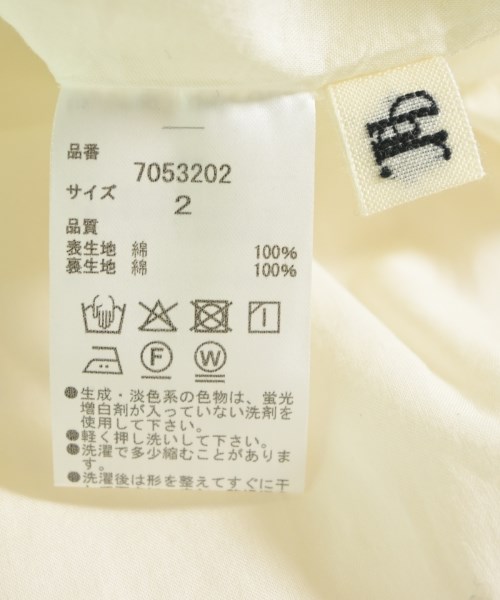 品番
7053202
サイズ
2
品質
表生地 綿 100%
裏生地 綿 100%
F W
●生成・淡色系の色物は、蛍光
増白剤が入っていない洗剤を
使用して下さい。
●軽く押し洗いして下さい。
●洗濯で多少縮むことがありま
す。
●洗濯後は形を整えてすぐに干